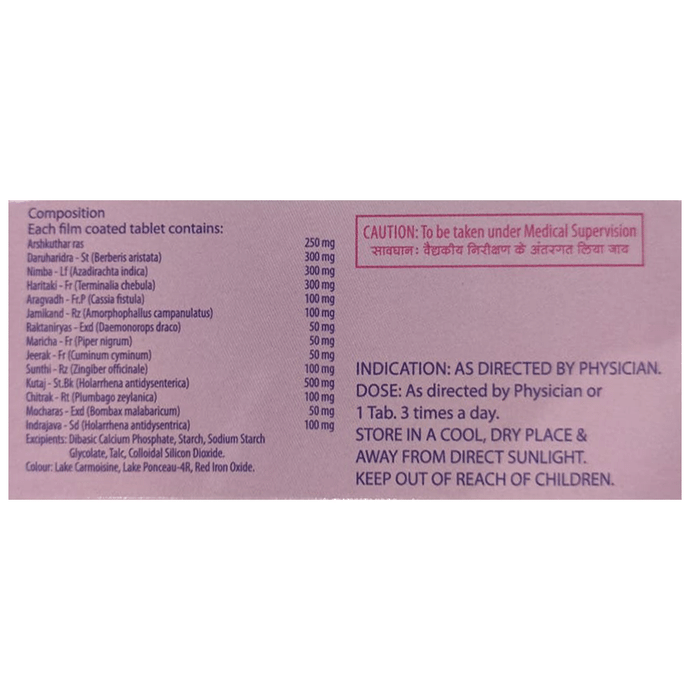 Composition
Each film coated tablet contains:
Arshkuthar ras 250 mg
Daruharidra - St (Berberis aristata) 300 mg
Nimba - Lf (Azadirachta indica) 300 mg
Haritaki - Fr (Terminalia chebula) 300 mg
Aragvadh - Fr.P (Cassia fistula) 100 mg
Jamikand - Rz (Amorphophallus campanulatus) 100 mg
Raktaniryas - Exd (Daemonorops draco) 50 mg
Maricha - Fr (Piper nigrum) 50 mg
Jeerak - Fr (Cuminum cyminum) 50 mg
Sunthi - Rz (Zingiber officinale) 100 mg
Kutaj - St.Bk (Holarrhena antidysenterica) 500 mg
Chitrak - Rt (Plumbago zeylanica) 100 mg
Mocharas - Exd (Bombax malabaricum) 50 mg
Indrajava - Sd (Holarrhena antidysentrica) 100 mg
Excipients: Dibasic Calcium Phosphate, Starch, Sodium Starch
Glycolate, Talc, Colloidal Silicon Dioxide.
Colour: Lake Carmoisine, Lake Ponceau-4R, Red Iron Oxide.
CAUTION: To be taken under Medical Supervision
सावधान: वैद्यकीय निरीक्षण के अंतरगत लिया जाव
INDICATION: AS DIRECTED BY PHYSICIAN.
DOSE: As directed by Physician or
1 Tab. 3 times a day.
STORE IN A COOL, DRY PLACE &
AWAY FROM DIRECT SUNLIGHT.
KEEP OUT OF REACH OF CHILDREN.